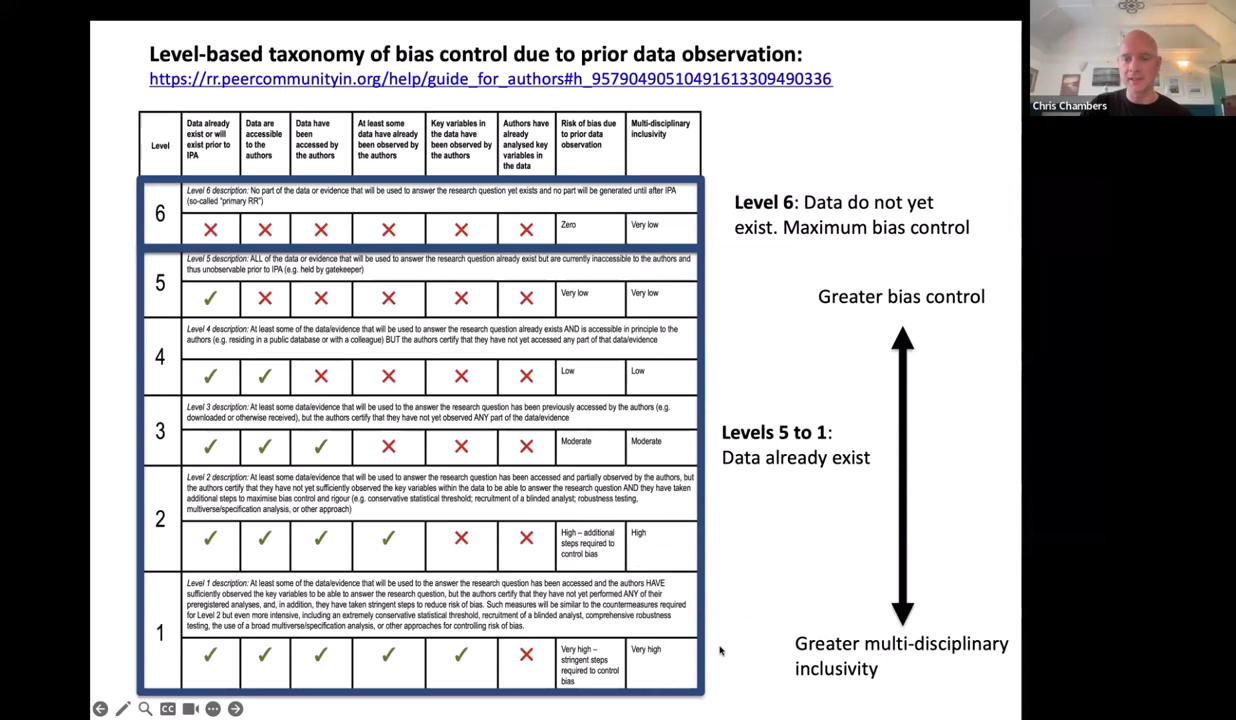 Level-based taxonomy of bias control due to prior data observation:
https://rr.peercommunityin.org/help/guide_for_authors#h_95790490510491613309490336
Level
Data already
exist or will
exist prior to
IPA
Data are
accessible
to the
authors
Data have
been
accessed by
the authors
At least some
data have already
been observed by
the authors
Key variables in
the data have
been observed by
the authors
Authors have
already
analysed key
variables in
the data
Risk of bias due
to prior data
observation
Multi-disciplinary
inclusivity
6
Level 6 description: No part of the data or evidence that will be used to answer the research question yet exists and no part will be generated until after IPA
(so-called "primary RR")
Zero
Very low
5
Level 5 description: ALL of the data or evidence that will be used to answer the research question already exist but are currently inaccessible to the authors and
thus unobservable prior to IPA (e.g. held by gatekeeper)
Very low
Very low
4
Level 4 description: At least some of the data/evidence that will be used to answer the research question already exists AND is accessible in principle to the
authors (e.g. residing in a public database or with a colleague) BUT the authors certify that they have not yet accessed any part of that data/evidence
Low
Low
3
Level 3 description: At least some data/evidence that will be used to the answer the research question has been previously accessed by the authors (e.g.
downloaded or otherwise received), but the authors certify that they have not yet observed ANY part of the data/evidence
Moderate
Moderate
2
Level 2 description: At least some data/evidence that will be used to answer the research question has been accessed and partially observed by the authors, but
the authors certify that they have not yet sufficiently observed the key variables within the data to be able to answer the research question AND they have taken
additional steps to maximise bias control and rigour (e.g. conservative statistical threshold; recruitment of a blinded analyst; robustness testing,
multiverse/specification analysis, or other approach)
High – additional
steps required to
control bias
High
1
Level 1 description: At least some of the data/evidence that will be used to the answer the research question has been accessed and the authors HAVE
sufficiently observed the key variables to be able to answer the research question, but the authors certify that they have not yet performed ANY of their
preregistered analyses, and, in addition, they have taken stringent steps to reduce risk of bias. Such measures will be similar to the countermeasures required
for Level 2 but even more intensive, including an extremely conservative statistical threshold, recruitment of a blinded analyst, comprehensive robustness
testing, the use of a broad multiverse/specification analysis, or other approaches for controlling risk of bias.
Very high –
stringent steps
required to control
bias
Very high
Level 6: Data do not yet
exist. Maximum bias control
Greater bias control
Levels 5 to 1:
Data already exist
Greater multi-disciplinary
inclusivity
Chris Chambers
CC